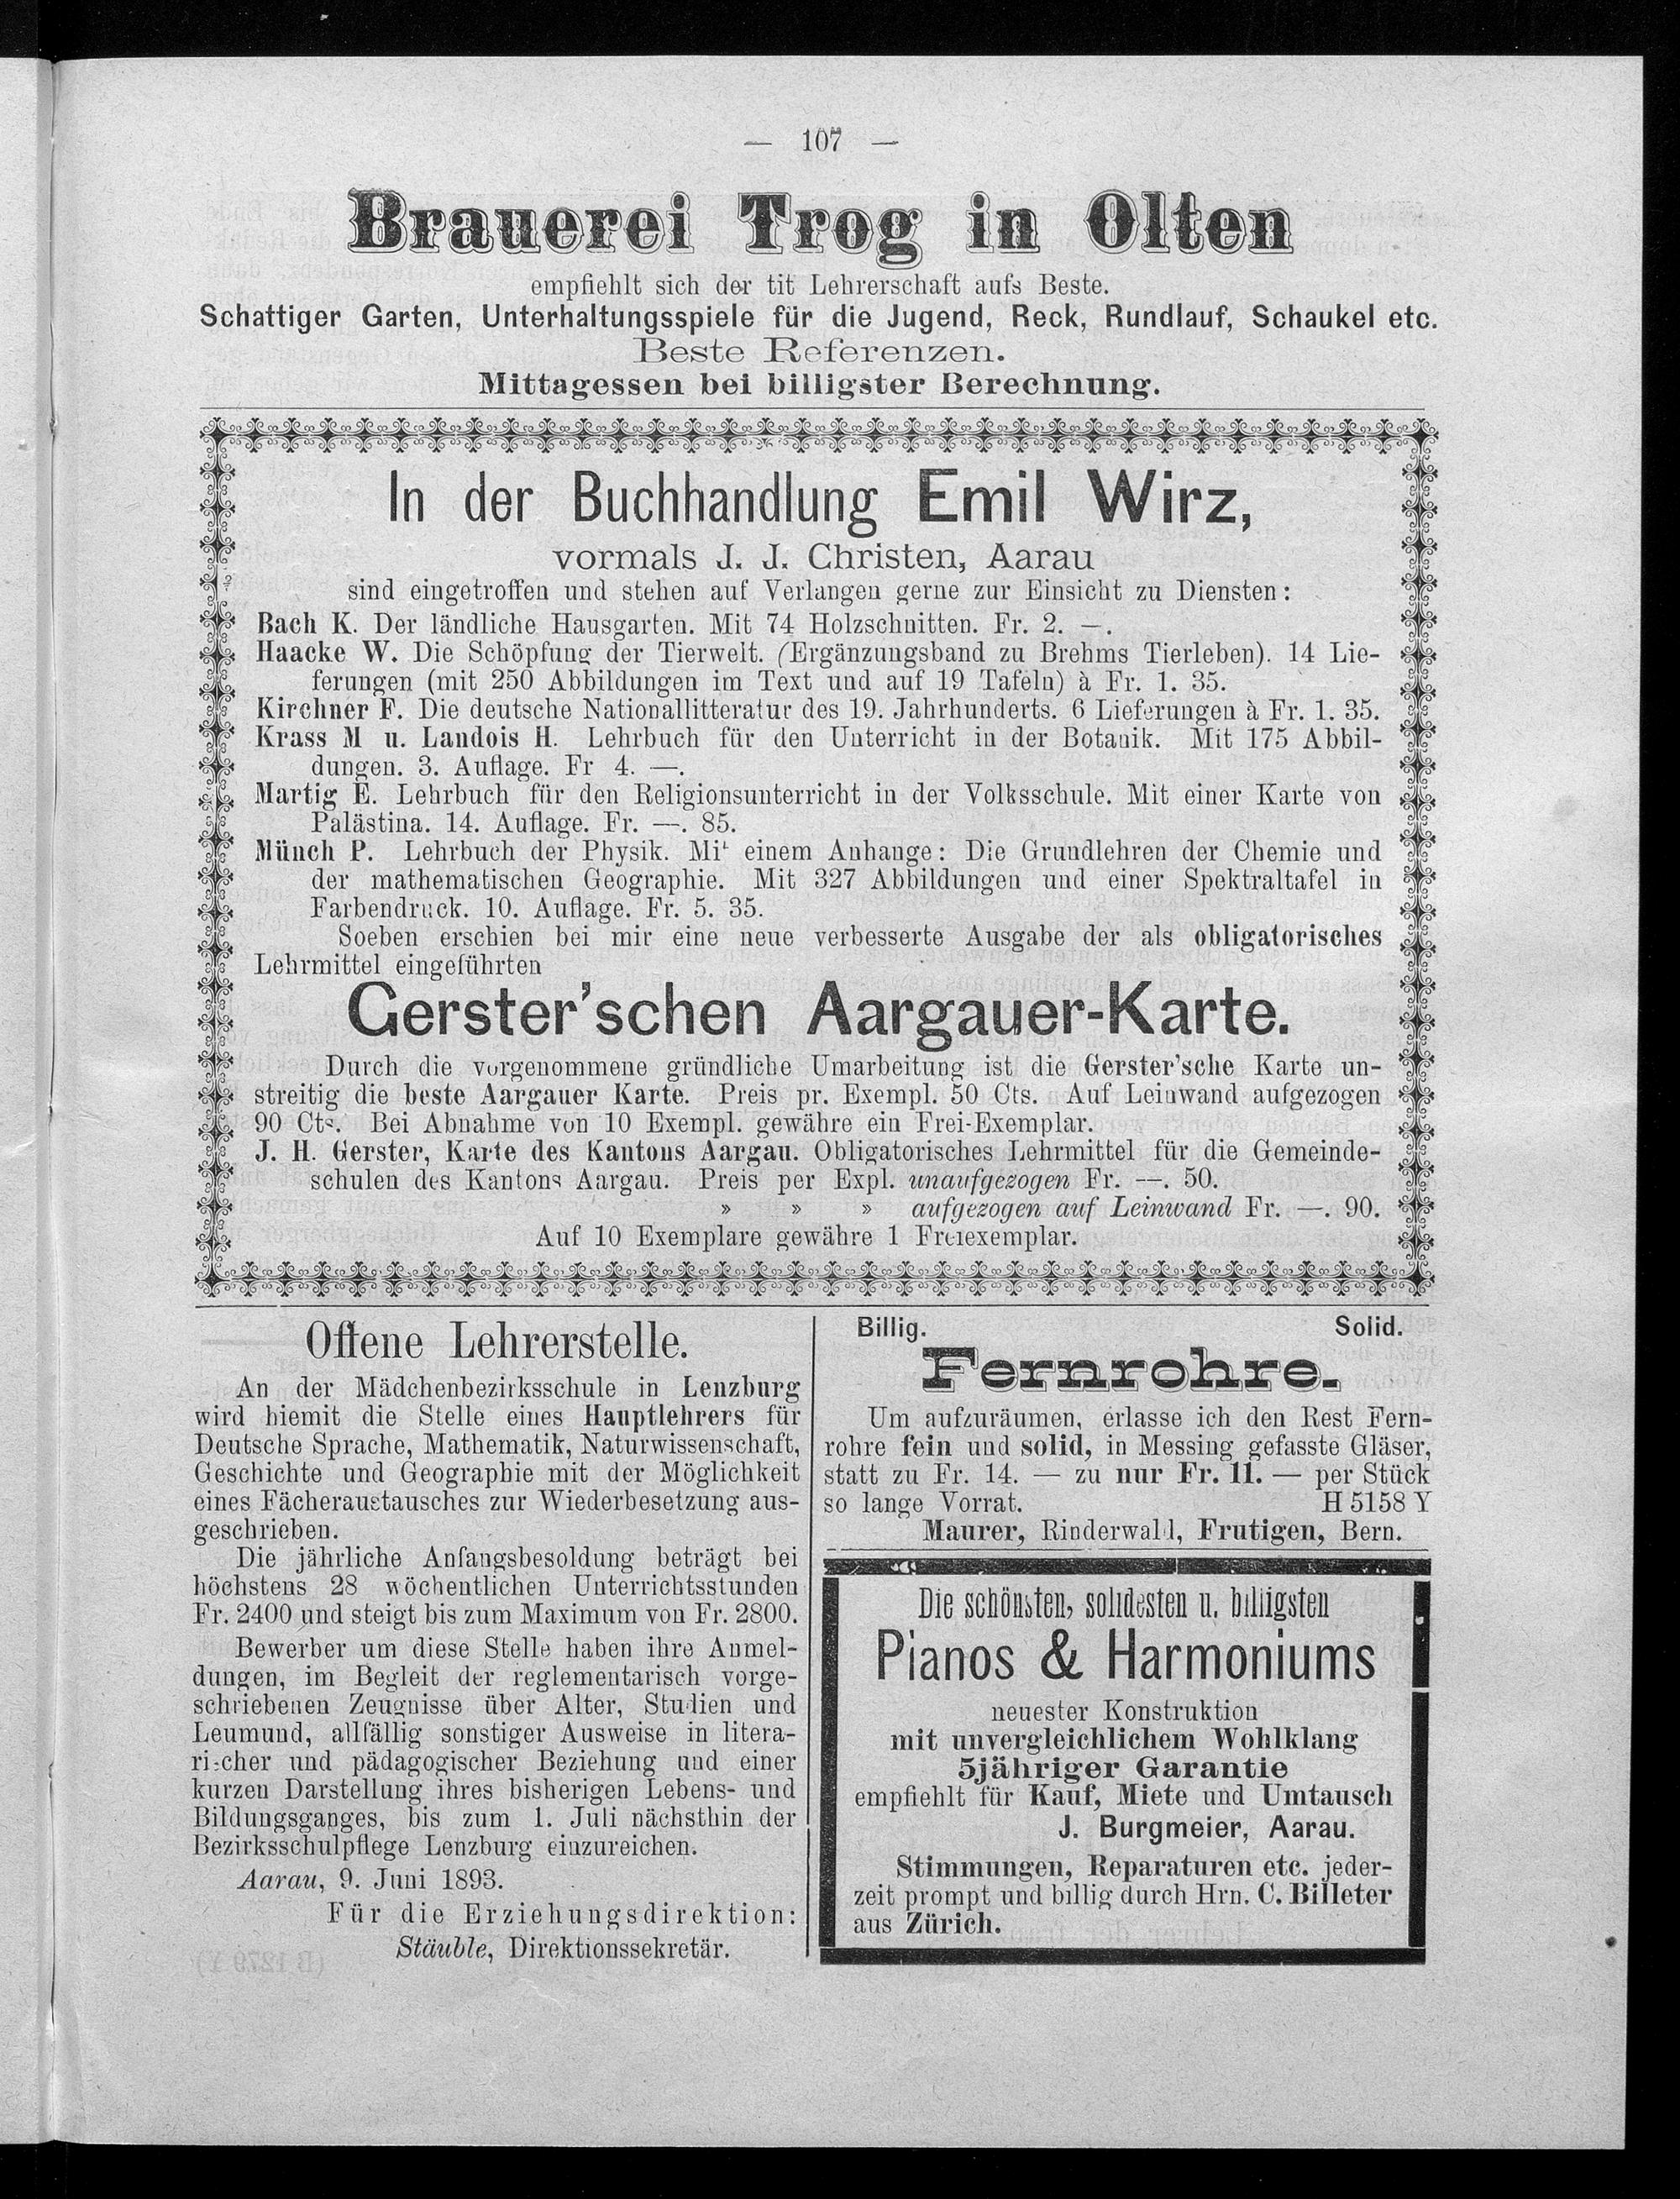 — 107 —
Brauerei Trog in Olten
empfiehlt sich der tit Lehrerschaft aufs Beste.
Schattiger Garten, Unterhaltungsspiele für die Jugend, Reck, Rundlauf, Schaukel etc.
Beste Referenzen.
Mittagessen bei billigster Berechnung.
In der Buchhandlung Emil Wirz,
vormals J. J. Christen, Aarau
sind eingetroffen und stehen auf Verlangen gerne zur Einsicht zu Diensten:
Bach K. Der ländliche Hausgarten. Mit 74 Holzschnitten. Fr. 2. —.
Haacke W. Die Schöpfung der Tierwelt. (Ergänzungsband zu Brehms Tierleben). 14 Lie-
ferungen (mit 250 Abbildungen im Text und auf 19 Tafeln) à Fr. 1. 35.
Kirchner F. Die deutsche Nationallitteratur des 19. Jahrhunderts. 6 Lieferungen à Fr. 1. 35.
Krass M u. Landois H. Lehrbuch für den Unterricht in der Botanik. Mit 175 Abbil-
dungen. 3. Auflage. Fr 4. —.
Martig E. Lehrbuch für den Religionsunterricht in der Volksschule. Mit einer Karte von
Palästina. 14. Auflage. Fr. —. 85.
Münch P. Lehrbuch der Physik. Mit einem Anhange: Die Grundlehren der Chemie und
der mathematischen Geographie. Mit 327 Abbildungen und einer Spektraltafel in
Farbendruck. 10. Auflage. Fr. 5. 35.
Soeben erschien bei mir eine neue verbesserte Ausgabe der als obligatorisches
Lehrmittel eingeführten
Gerster'schen Aargauer-Karte.
Durch die vorgenommene gründliche Umarbeitung ist die Gerster'sche Karte un-
streitig die beste Aargauer Karte. Preis pr. Exempl. 50 Cts. Auf Leinwand aufgezogen
90 Cts. Bei Abnahme von 10 Exempl. gewähre ein Frei-Exemplar.
J. H. Gerster, Karte des Kantons Aargau. Obligatorisches Lehrmittel für die Gemeinde-
schulen des Kantons Aargau. Preis per Expl. unaufgezogen Fr. —. 50.
» » » aufgezogen auf Leinwand Fr. —. 90.
Auf 10 Exemplare gewähre 1 Freiexemplar.
Offene Lehrerstelle.
An der Mädchenbezirksschule in Lenzburg
wird hiemit die Stelle eines Hauptlehrers für
Deutsche Sprache, Mathematik, Naturwissenschaft,
Geschichte und Geographie mit der Möglichkeit
eines Fächeraustausches zur Wiederbesetzung aus-
geschrieben.
Die jährliche Anfangsbesoldung beträgt bei
höchstens 28 wöchentlichen Unterrichtsstunden
Fr. 2400 und steigt bis zum Maximum von Fr. 2800.
Bewerber um diese Stelle haben ihre Anmel-
dungen, im Begleit der reglementarisch vorge-
schriebenen Zeugnisse über Alter, Studien und
Leumund, allfällig sonstiger Ausweise in litera-
rischer und pädagogischer Beziehung und einer
kurzen Darstellung ihres bisherigen Lebens- und
Bildungsganges, bis zum 1. Juli nächsthin der
Bezirksschulpflege Lenzburg einzureichen.
Aarau, 9. Juni 1893.
Für die Erziehungsdirektion:
Stäuble, Direktionssekretär.
Billig. Solid.
Fernrohre.
Um aufzuräumen, erlasse ich den Rest Fern-
rohre fein und solid, in Messing gefasste Gläser,
statt zu Fr. 14. — zu nur Fr. 11. — per Stück
so lange Vorrat. H 5158 Y
Maurer, Rinderwald, Frutigen, Bern.
Die schönsten, solidesten u. billigsten
Pianos & Harmoniums
neuester Konstruktion
mit unvergleichlichem Wohlklang
5jähriger Garantie
empfiehlt für Kauf, Miete und Umtausch
J. Burgmeier, Aarau.
Stimmungen, Reparaturen etc. jeder-
zeit prompt und billig durch Hrn. C. Billeter
aus Zürich.